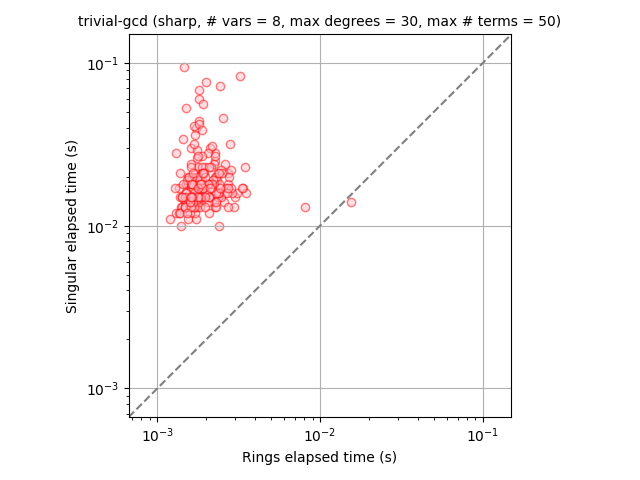 trivial-gcd (sharp, # vars = 8, max degrees = 30, max # terms = 50)
10⁻¹
10⁻²
10⁻³
Singular elapsed time (s)
10⁻³ 10⁻² 10⁻¹
Rings elapsed time (s)